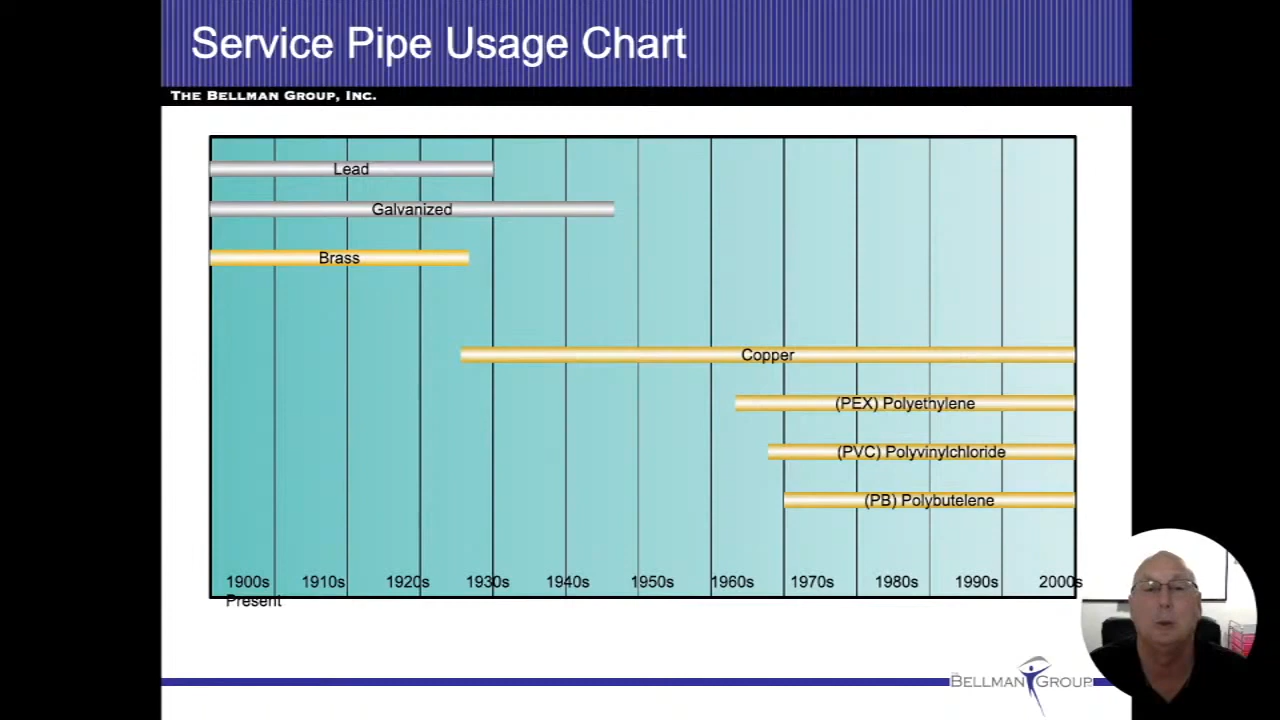 Service Pipe Usage Chart
THE BELLMAN GROUP, INC.
Lead
Galvanized
Brass
Copper
(PEX) Polyethylene
(PVC) Polyvinylchloride
(PB) Polybutelene
1900s 1910s 1920s 1930s 1940s 1950s 1960s 1970s 1980s 1990s 2000s
Present
BELLMAN GROUP